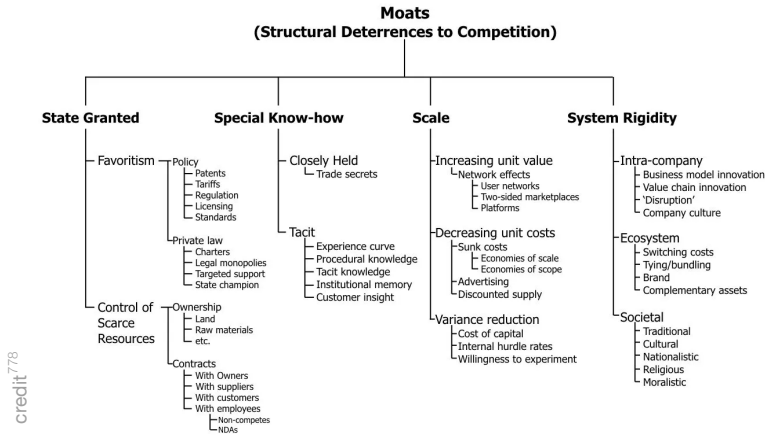 Moats
(Structural Deterrences to Competition)
State Granted
Favoritism
Policy
Patents
Tariffs
Regulation
Licensing
Standards
Private law
Charters
Legal monopolies
Targeted support
State champion
Control of
Scarce
Resources
Ownership
Land
Raw materials
etc.
Contracts
With Owners
With suppliers
With customers
With employees
Non-competes
NDAs
Special Know-how
Closely Held
Trade secrets
Tacit
Experience curve
Procedural knowledge
Tacit knowledge
Institutional memory
Customer insight
Scale
Increasing unit value
Network effects
User networks
Two-sided marketplaces
Platforms
Decreasing unit costs
Sunk costs
Economies of scale
Economies of scope
Advertising
Discounted supply
Variance reduction
Cost of capital
Internal hurdle rates
Willingness to experiment
System Rigidity
Intra-company
Business model innovation
Value chain innovation
‘Disruption’
Company culture
Ecosystem
Switching costs
Tying/bundling
Brand
Complementary assets
Societal
Traditional
Cultural
Nationalistic
Religious
Moralistic
credit778